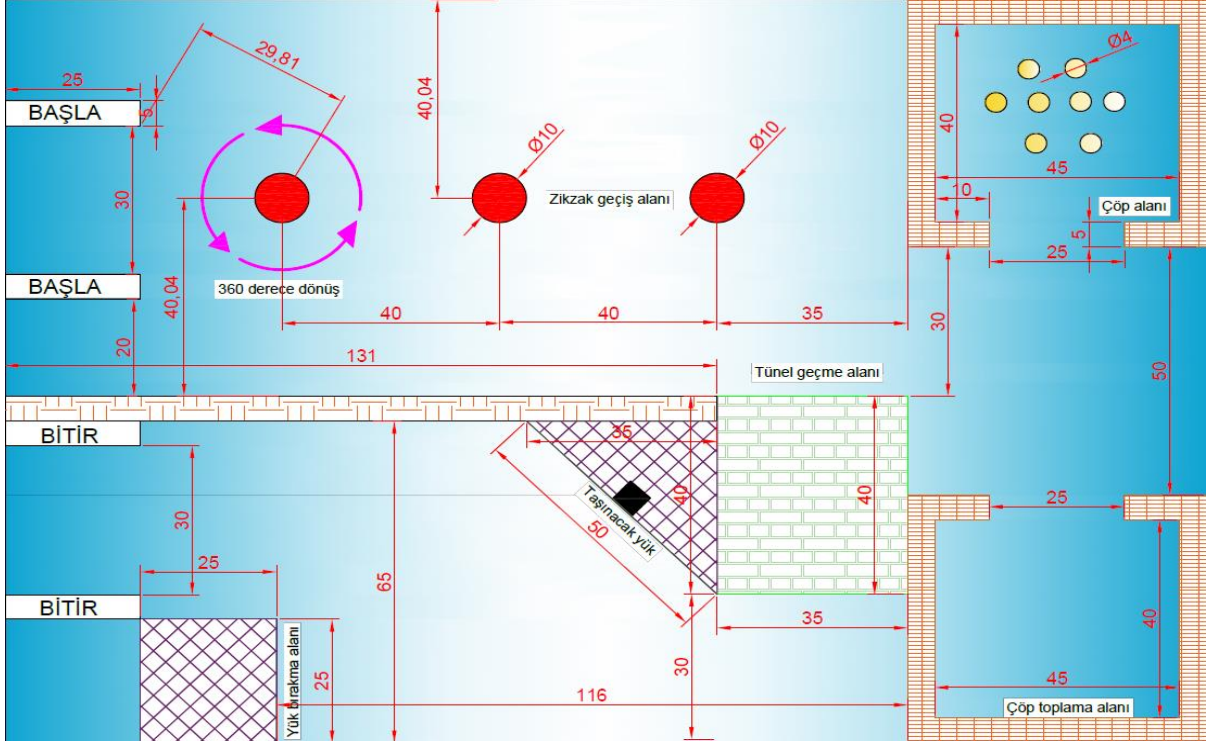 29,81
25
BAŞLA
5
40,04
Ø10
Ø10
Ø4
40
45
10
Çöp alanı
Zikzak geçiş alanı
30
5
25
BAŞLA
360 derece dönüş
40,04
40
40
35
30
20
131
Tünel geçme alanı
50
BİTİR
35
40
40
Taşınacak yük
50
25
30
25
65
BİTİR
35
40
Yük bırakma alanı
25
30
116
45
Çöp toplama alanı